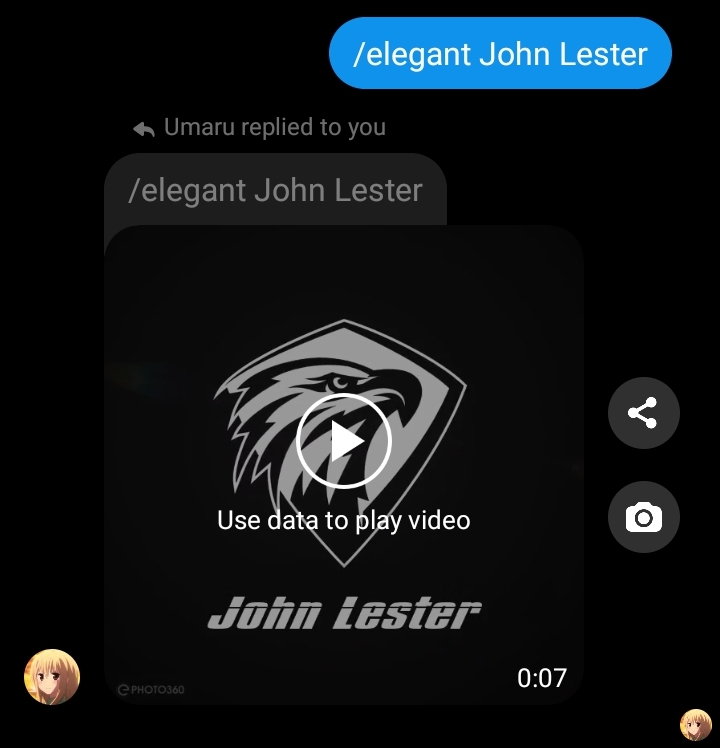 /elegant John Lester
Umaru replied to you
/elegant John Lester
Use data to play video
John Lester
PHOTO360
0:07